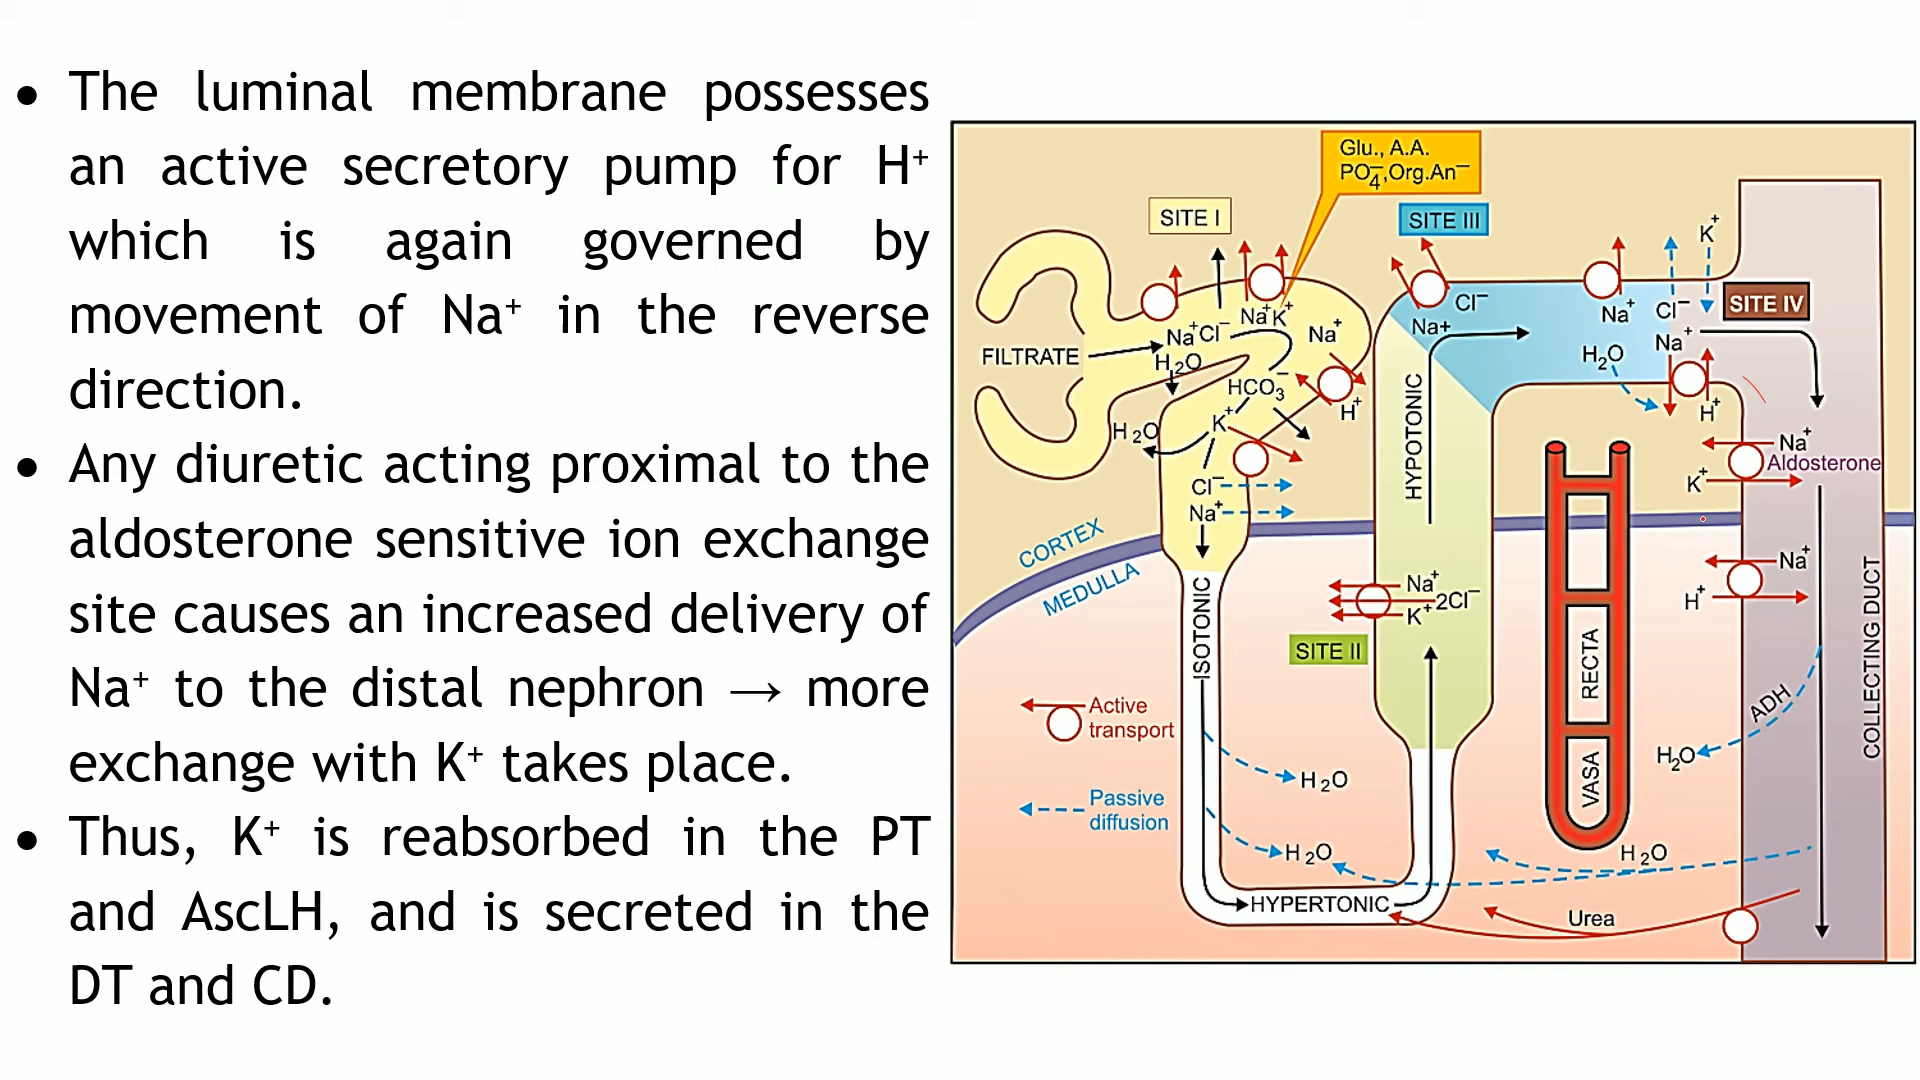 • The luminal membrane possesses
an active secretory pump for H⁺
which is again governed by
movement of Na⁺ in the reverse
direction.
• Any diuretic acting proximal to the
aldosterone sensitive ion exchange
site causes an increased delivery of
Na⁺ to the distal nephron → more
exchange with K⁺ takes place.
• Thus, K⁺ is reabsorbed in the PT
and AscLH, and is secreted in the
DT and CD.
Glu., A.A.
PO₄⁻,Org.An⁻
SITE I
SITE III
SITE IV
K⁺
Na⁺Cl⁻
Na⁺K⁺
Na⁺
FILTRATE
H₂O
HCO₃⁻
H⁺
K⁺
H₂O
Cl⁻
Na⁺
Cl⁻
Na+
Na⁺
Cl⁻
Na⁺
H₂O
H⁺
HYPOTONIC
Na⁺
Aldosterone
K⁺
CORTEX
MEDULLA
ISOTONIC
Na⁺
2Cl⁻
K⁺
SITE II
Na⁺
H⁺
COLLECTING DUCT
RECTA
VASA
ADH
H₂O
Active
transport
Passive
diffusion
H₂O
H₂O
H₂O
HYPERTONIC
Urea